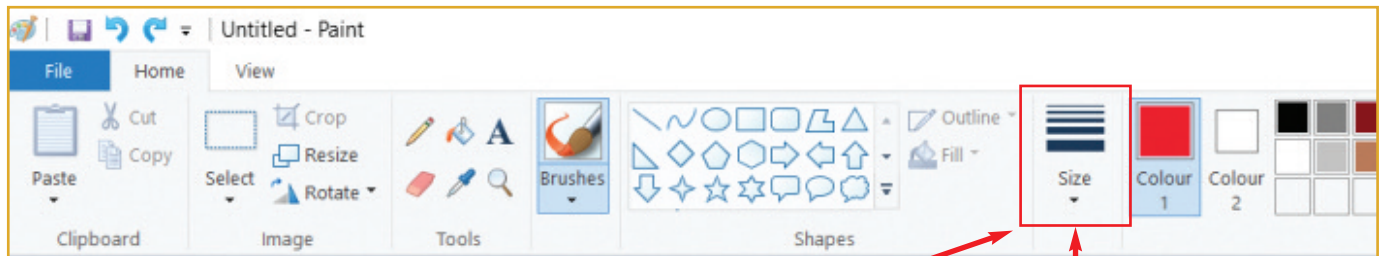 Untitled - Paint
File Home View
Cut
Copy
Paste
Clipboard
Select
Crop
Resize
Rotate
Image
A
Tools
Brushes
Outline
Fill
Shapes
Size
Colour
1
Colour
2